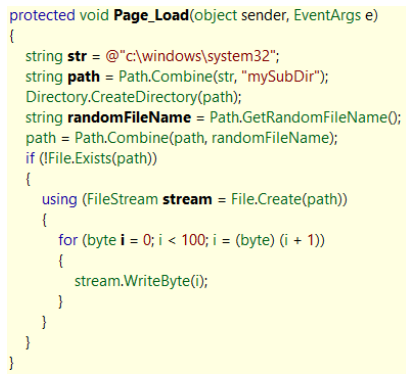 protected void Page_Load(object sender, EventArgs e)
{
string str = @"c:\windows\system32";
string path = Path.Combine(str, "mySubDir");
Directory.CreateDirectory(path);
string randomFileName = Path.GetRandomFileName();
path = Path.Combine(path, randomFileName);
if (!File.Exists(path))
{
using (FileStream stream = File.Create(path))
{
for (byte i = 0; i < 100; i = (byte) (i + 1))
{
stream.WriteByte(i);
}
}
}
}